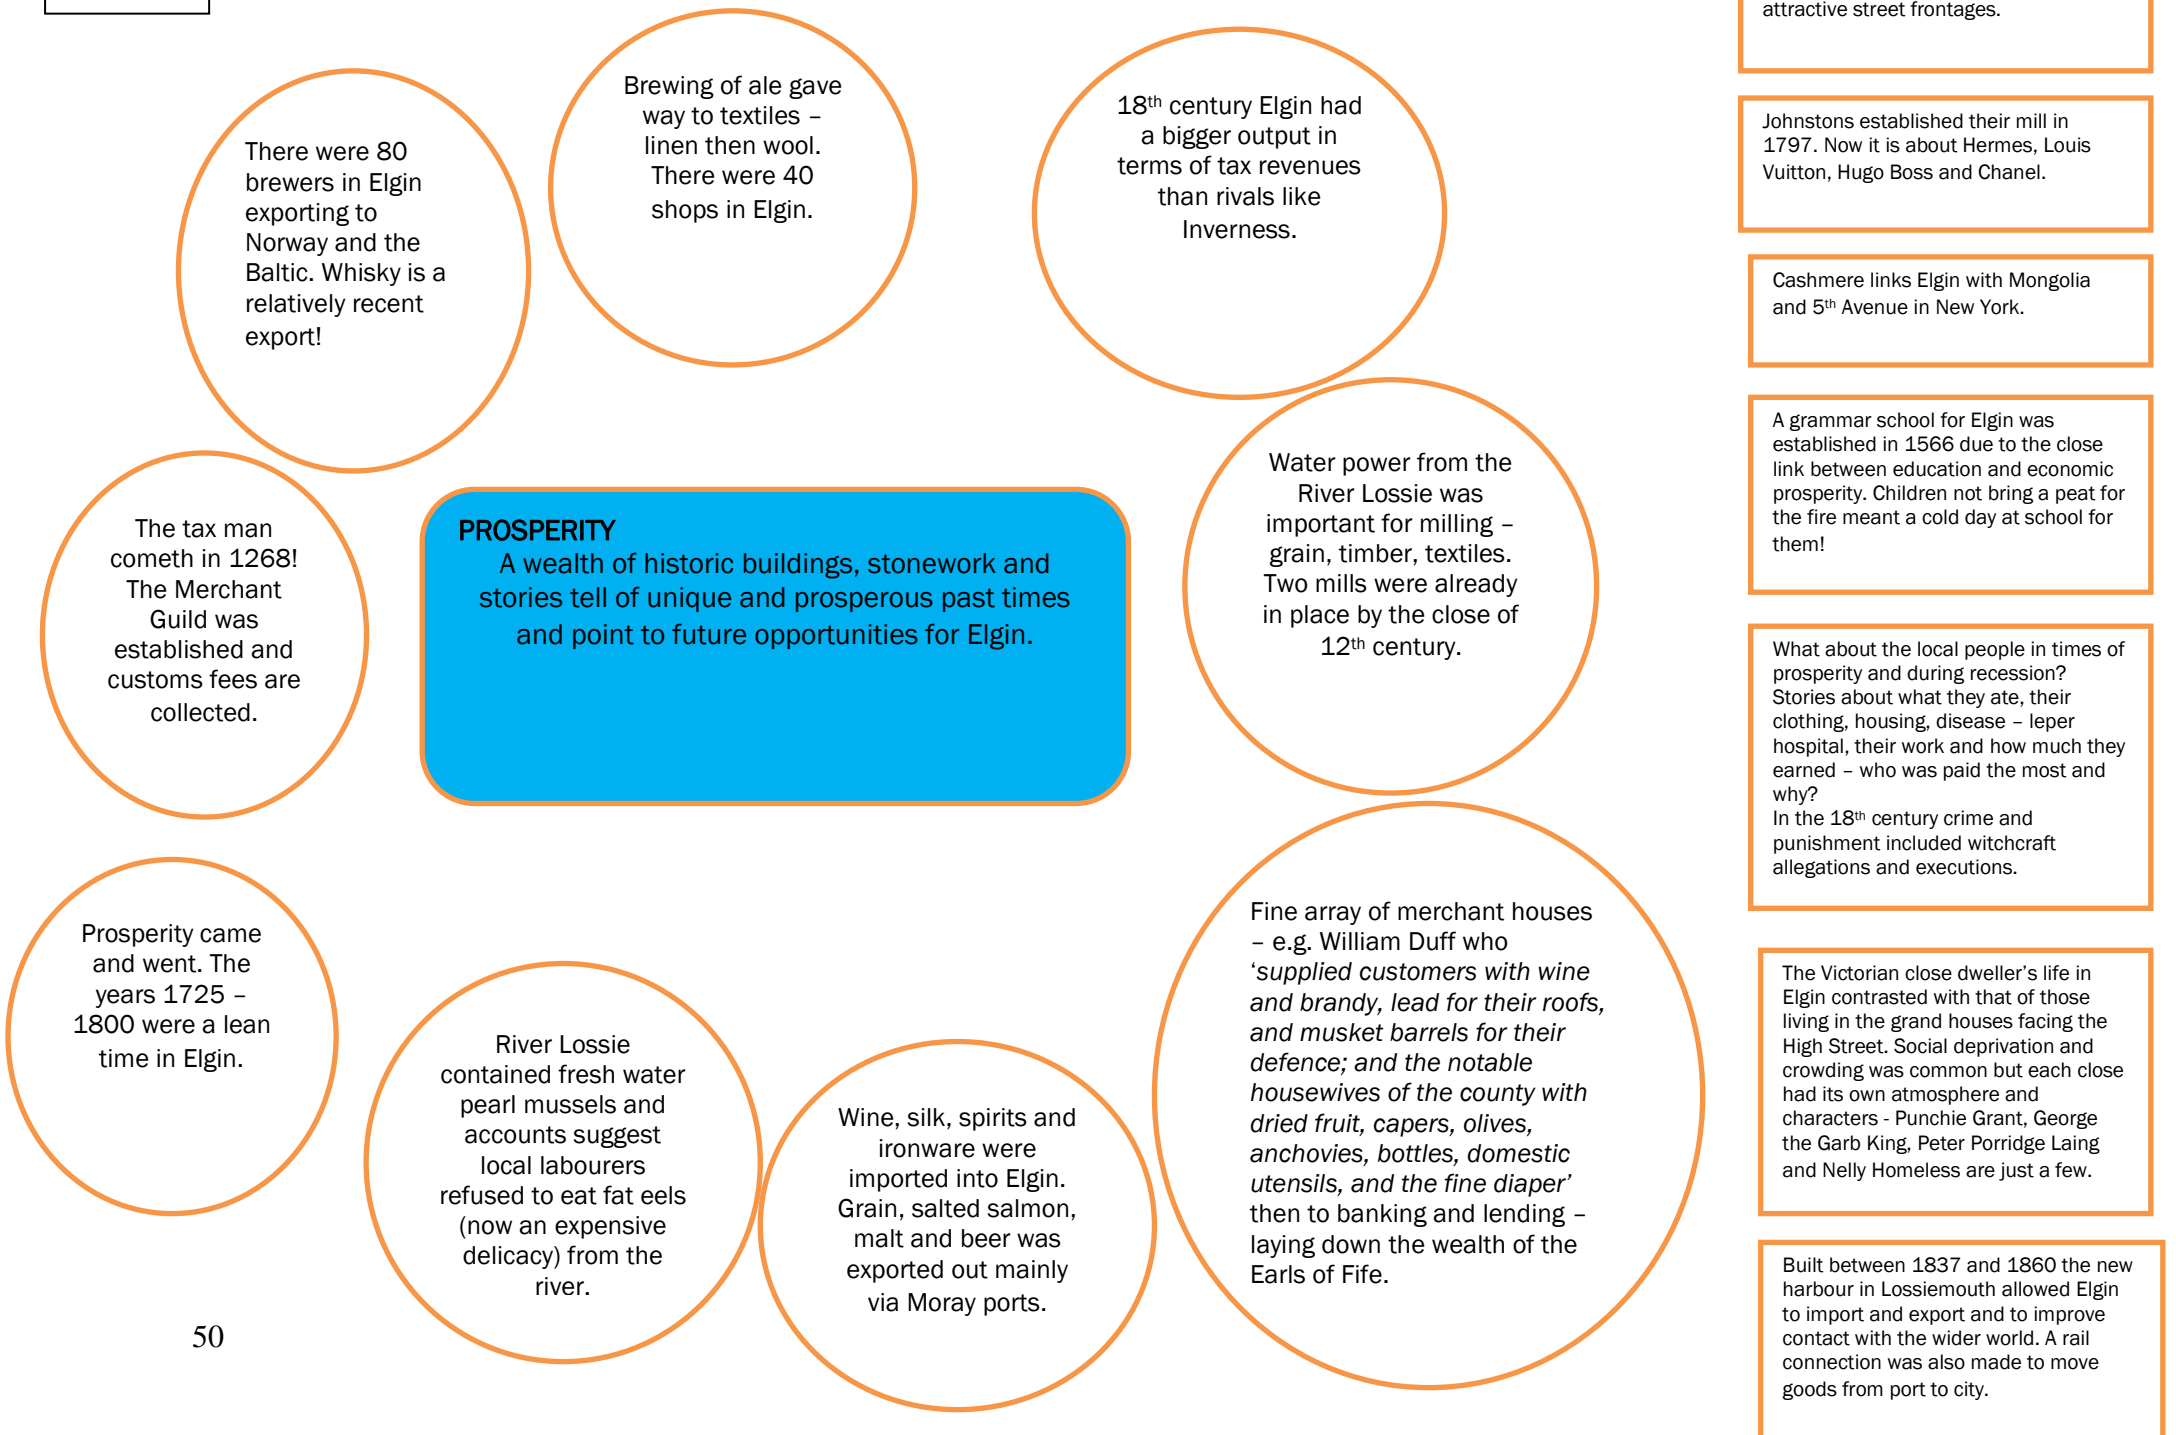 attractive street frontages.
Brewing of ale gave
way to textiles –
linen then wool.
There were 40
shops in Elgin.
18th century Elgin had
a bigger output in
terms of tax revenues
than rivals like
Inverness.
There were 80
brewers in Elgin
exporting to
Norway and the
Baltic. Whisky is a
relatively recent
export!
Johnstons established their mill in
1797. Now it is about Hermes, Louis
Vuitton, Hugo Boss and Chanel.
Cashmere links Elgin with Mongolia
and 5th Avenue in New York.
A grammar school for Elgin was
established in 1566 due to the close
link between education and economic
prosperity. Children not bring a peat for
the fire meant a cold day at school for
them!
Water power from the
River Lossie was
important for milling –
grain, timber, textiles.
Two mills were already
in place by the close of
12th century.
PROSPERITY
A wealth of historic buildings, stonework and
stories tell of unique and prosperous past times
and point to future opportunities for Elgin.
The tax man
cometh in 1268!
The Merchant
Guild was
established and
customs fees are
collected.
What about the local people in times of
prosperity and during recession?
Stories about what they ate, their
clothing, housing, disease – leper
hospital, their work and how much they
earned – who was paid the most and
why?
In the 18th century crime and
punishment included witchcraft
allegations and executions.
Prosperity came
and went. The
years 1725 –
1800 were a lean
time in Elgin.
River Lossie
contained fresh water
pearl mussels and
accounts suggest
local labourers
refused to eat fat eels
(now an expensive
delicacy) from the
river.
Wine, silk, spirits and
ironware were
imported into Elgin.
Grain, salted salmon,
malt and beer was
exported out mainly
via Moray ports.
Fine array of merchant houses
– e.g. William Duff who
‘supplied customers with wine
and brandy, lead for their roofs,
and musket barrels for their
defence; and the notable
housewives of the county with
dried fruit, capers, olives,
anchovies, bottles, domestic
utensils, and the fine diaper’
then to banking and lending –
laying down the wealth of the
Earls of Fife.
The Victorian close dweller’s life in
Elgin contrasted with that of those
living in the grand houses facing the
High Street. Social deprivation and
crowding was common but each close
had its own atmosphere and
characters - Punchie Grant, George
the Garb King, Peter Porridge Laing
and Nelly Homeless are just a few.
Built between 1837 and 1860 the new
harbour in Lossiemouth allowed Elgin
to import and export and to improve
contact with the wider world. A rail
connection was also made to move
goods from port to city.
50